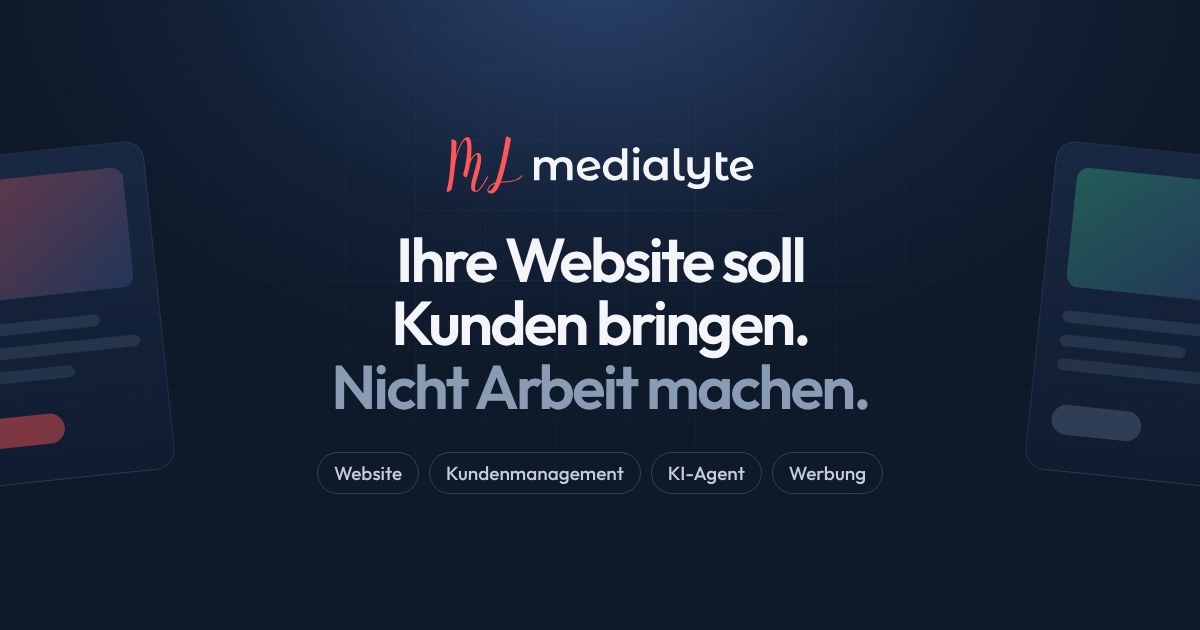 ML medialyte
Ihre Website soll
Kunden bringen.
Nicht Arbeit machen.
Website
Kundenmanagement
KI-Agent
Werbung